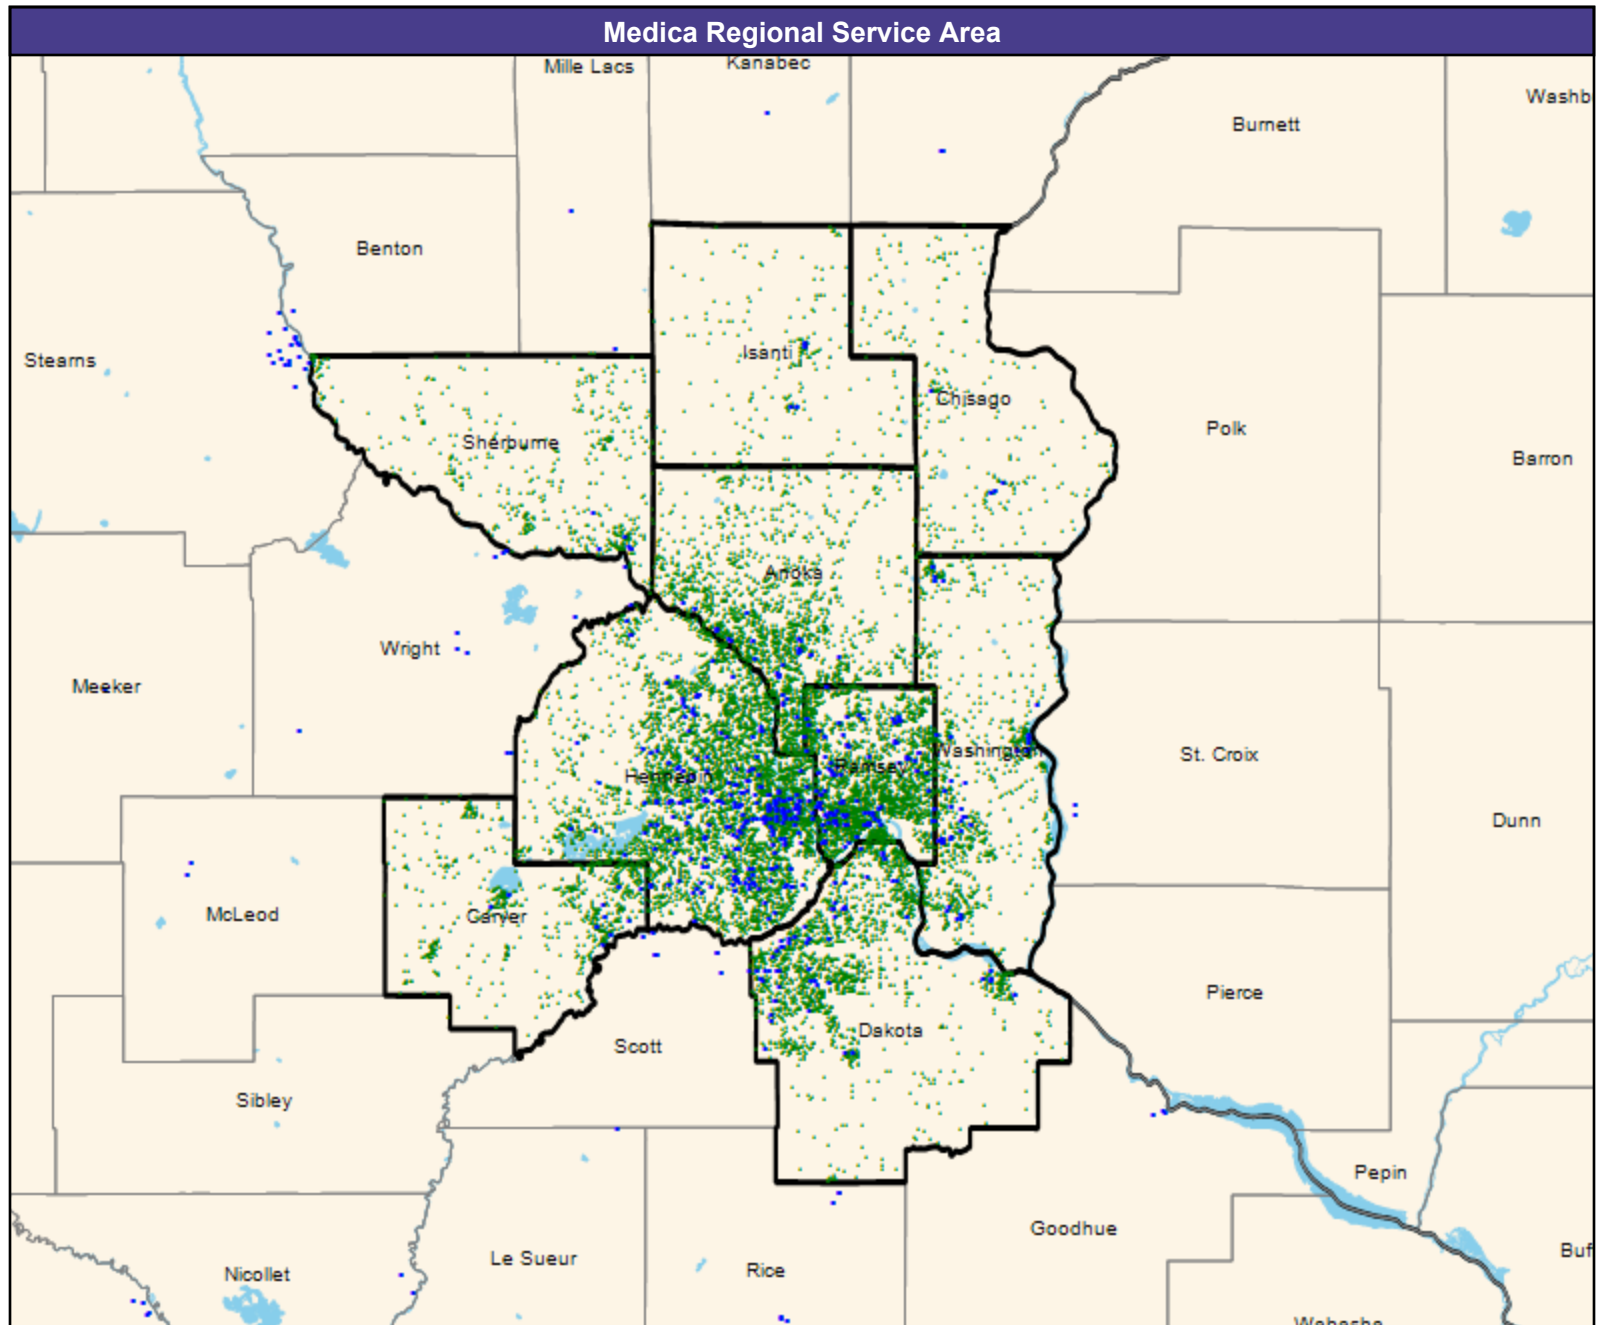 Medica Regional Service Area
Mille Lacs
Kanabec
Washb
Burnett
Benton
Stearns
Isanti
Chisago
Sherburne
Polk
Barron
Anoka
Wright
Meeker
Washington
St. Croix
Ramsey
Hennepin
Dunn
McLeod
Carver
Pierce
Dakota
Scott
Sibley
Pepin
Goodhue
Le Sueur
Rice
Nicollet
Buf
Wabasha